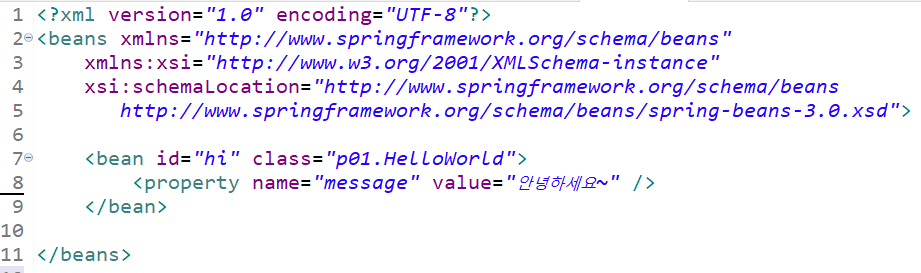 1 <?xml version="1.0" encoding="UTF-8"?>
2 <beans xmlns="http://www.springframework.org/schema/beans"
3     xmlns:xsi="http://www.w3.org/2001/XMLSchema-instance"
4     xsi:schemaLocation="http://www.springframework.org/schema/beans
5        http://www.springframework.org/schema/beans/spring-beans-3.0.xsd">
6
7     <bean id="hi" class="p01.HelloWorld">
8         <property name="message" value="안녕하세요~" />
9     </bean>
10
11 </beans>